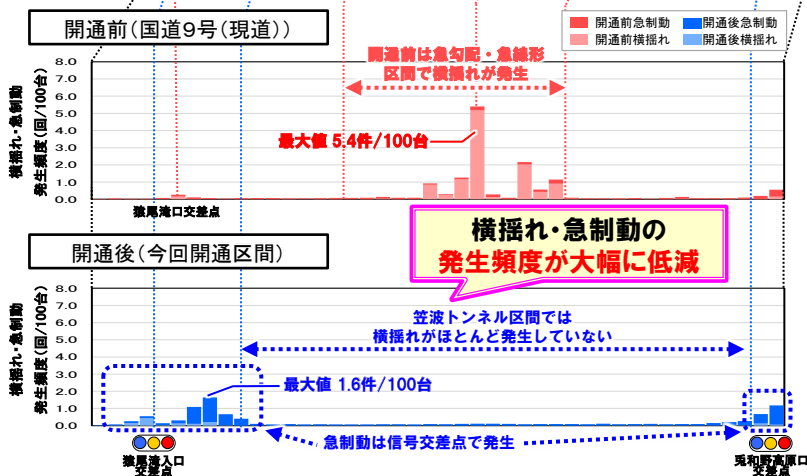 開通前(国道9号(現道))
開通前急制動
開通後急制動
開通前横揺れ
開通後横揺れ
横揺れ・急制動
発生頻度(回/100台)
8.0
7.0
6.0
5.0
4.0
3.0
2.0
1.0
0.0
開通前は急勾配・急線形
区間で横揺れが発生
最大値 5.4件/100台
猿尾滝口交差点
横揺れ・急制動の
発生頻度が大幅に低減
開通後(今回開通区間)
横揺れ・急制動
発生頻度(回/100台)
8.0
7.0
6.0
5.0
4.0
3.0
2.0
1.0
0.0
笠波トンネル区間では
横揺れがほとんど発生していない
最大値 1.6件/100台
急制動は信号交差点で発生
猿尾滝入口
交差点
兎和野高原口
交差点